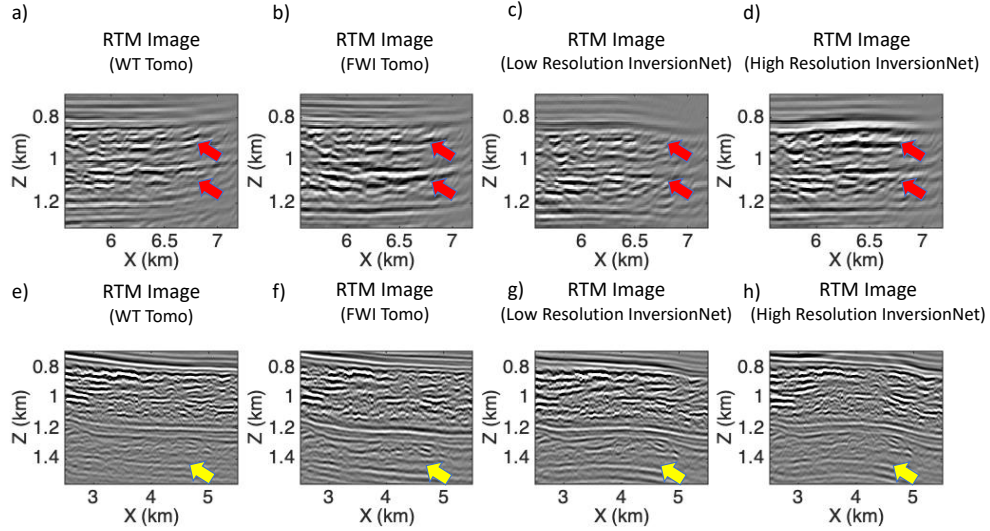 a) b) c) d)
RTM Image RTM Image RTM Image RTM Image
(WT Tomo) (FWI Tomo) (Low Resolution InversionNet) (High Resolution InversionNet)
0.8 0.8 0.8 0.8
Z (km) Z (km) Z (km) Z (km)
1 1 1 1
1.2 1.2 1.2 1.2
6 6.5 7 6 6.5 7 6 6.5 7 6 6.5 7
X (km) X (km) X (km) X (km)
e) f) g) h)
RTM Image RTM Image RTM Image RTM Image
(WT Tomo) (FWI Tomo) (Low Resolution InversionNet) (High Resolution InversionNet)
0.8 0.8 0.8 0.8
Z (km) Z (km) Z (km) Z (km)
1 1 1 1
1.2 1.2 1.2 1.2
1.4 1.4 1.4 1.4
3 4 5 3 4 5 3 4 5 3 4 5
X (km) X (km) X (km) X (km)